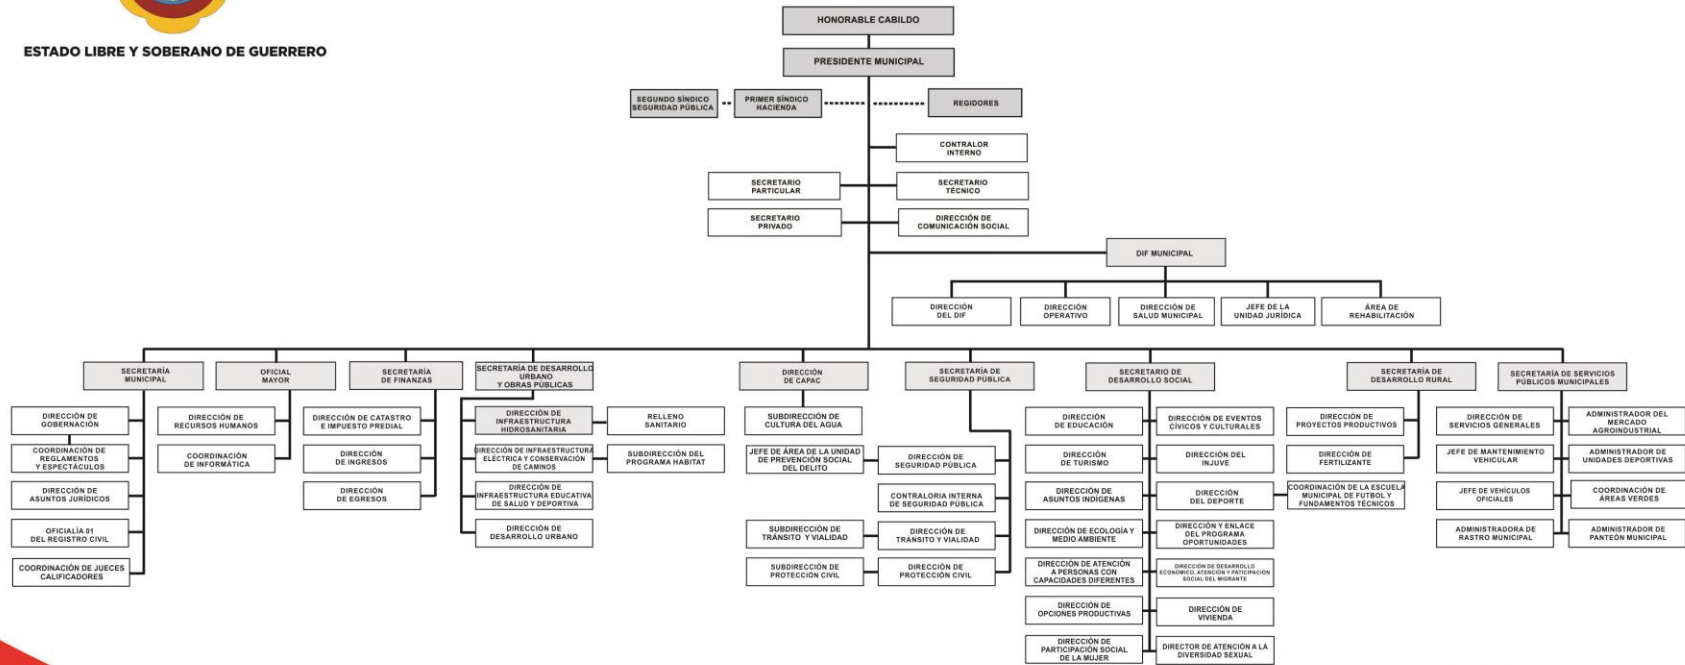 ESTADO LIBRE Y SOBERANO DE GUERRERO
HONORABLE CABILDO
PRESIDENTE MUNICIPAL
SEGUNDO SÍNDICO
SEGURIDAD PÚBLICA
PRIMER SÍNDICO
HACIENDA
REGIDORES
CONTRALOR
INTERNO
SECRETARIO
PARTICULAR
SECRETARIO
TÉCNICO
SECRETARIO
PRIVADO
DIRECCIÓN DE
COMUNICACIÓN SOCIAL
DIF MUNICIPAL
DIRECCIÓN
DEL DIF
DIRECCIÓN
OPERATIVO
DIRECCIÓN DE
SALUD MUNICIPAL
JEFE DE LA
UNIDAD JURÍDICA
ÁREA DE
REHABILITACIÓN
SECRETARÍA
MUNICIPAL
DIRECCIÓN DE
GOBERNACIÓN
COORDINACIÓN DE
REGLAMENTOS
Y ESPECTÁCULOS
DIRECCIÓN DE
ASUNTOS JURÍDICOS
OFICIALÍA 01
DEL REGISTRO CIVIL
COORDINACIÓN DE JUECES
CALIFICADORES
OFICIAL
MAYOR
DIRECCIÓN DE
RECURSOS HUMANOS
COORDINACIÓN
DE INFORMÁTICA
SECRETARÍA
DE FINANZAS
DIRECCIÓN DE CATASTRO
E IMPUESTO PREDIAL
DIRECCIÓN
DE INGRESOS
DIRECCIÓN
DE EGRESOS
SECRETARÍA DE DESARROLLO
URBANO
Y OBRAS PÚBLICAS
DIRECCIÓN DE
INFRAESTRUCTURA
HIDROSANITARIA
RELLENO
SANITARIO
DIRECCIÓN DE INFRAESTRUCTURA
ELÉCTRICA Y CONSERVACIÓN
DE CAMINOS
SUBDIRECCIÓN DEL
PROGRAMA HABITAT
DIRECCIÓN DE
INFRAESTRUCTURA EDUCATIVA
DE SALUD Y DEPORTIVA
DIRECCIÓN DE
DESARROLLO URBANO
DIRECCIÓN
DE CAPAC
SUBDIRECCIÓN DE
CULTURA DEL AGUA
SECRETARÍA DE
SEGURIDAD PÚBLICA
JEFE DE ÁREA DE LA UNIDAD
DE PREVENCIÓN SOCIAL
DEL DELITO
DIRECCIÓN DE
SEGURIDAD PÚBLICA
CONTRALORIA INTERNA
DE SEGURIDAD PÚBLICA
SUBDIRECCIÓN DE
TRÁNSITO Y VIALIDAD
DIRECCIÓN DE
TRÁNSITO Y VIALIDAD
SUBDIRECCIÓN DE
PROTECCIÓN CIVIL
DIRECCIÓN DE
PROTECCIÓN CIVIL
SECRETARIO DE
DESARROLLO SOCIAL
DIRECCIÓN
DE EDUCACIÓN
DIRECCIÓN DE EVENTOS
CÍVICOS Y CULTURALES
DIRECCIÓN
DE TURISMO
DIRECCIÓN DEL
INJUVE
DIRECCIÓN DE
ASUNTOS INDÍGENAS
DIRECCIÓN
DEL DEPORTE
COORDINACIÓN DE LA ESCUELA
MUNICIPAL DE FUTBOL Y
FUNDAMENTOS TÉCNICOS
DIRECCIÓN DE ECOLOGÍA Y
MEDIO AMBIENTE
DIRECCIÓN Y ENLACE
DEL PROGRAMA
OPORTUNIDADES
DIRECCIÓN DE ATENCIÓN
A PERSONAS CON
CAPACIDADES DIFERENTES
DIRECCIÓN DE DESARROLLO
ECONÓMICO, ATENCIÓN Y PATICIPACIÓN
SOCIAL DEL MIGRANTE
DIRECCIÓN DE
OPCIONES PRODUCTIVAS
DIRECCIÓN DE
VIVIENDA
DIRECCIÓN DE
PARTICIPACIÓN SOCIAL
DE LA MUJER
DIRECTOR DE ATENCIÓN A LA
DIVERSIDAD SEXUAL
SECRETARÍA DE
DESARROLLO RURAL
DIRECCIÓN DE
PROYECTOS PRODUCTIVOS
DIRECCIÓN DE
FERTILIZANTE
SECRETARÍA DE SERVICIOS
PÚBLICOS MUNICIPALES
DIRECCIÓN DE
SERVICIOS GENERALES
ADMINISTRADOR DEL
MERCADO
AGROINDUSTRIAL
JEFE DE MANTENIMIENTO
VEHICULAR
ADMINISTRADOR DE
UNIDADES DEPORTIVAS
JEFE DE VEHÍCULOS
OFICIALES
COORDINACIÓN DE
ÁREAS VERDES
ADMINISTRADORA DE
RASTRO MUNICIPAL
ADMINISTRADOR DE
PANTEÓN MUNICIPAL